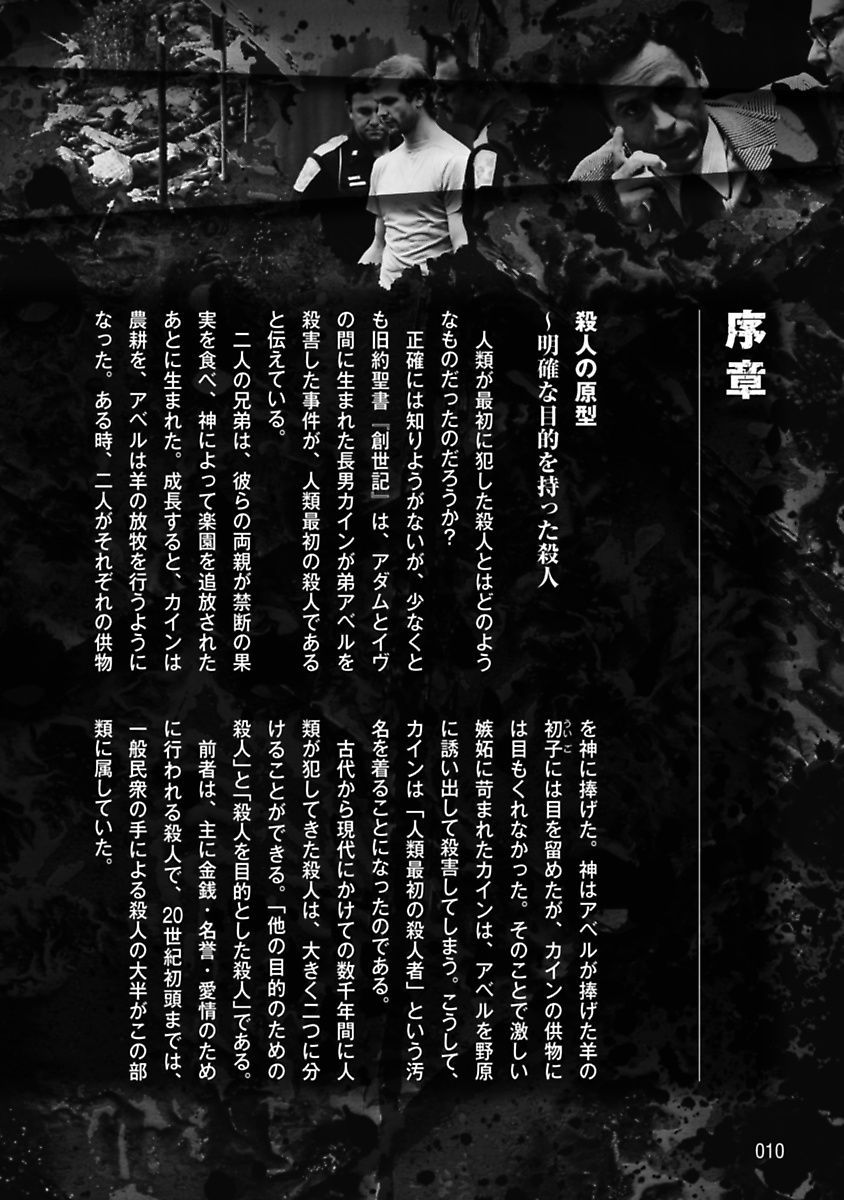 序章
殺人の原型
～明確な目的を持った殺人
人類が最初に犯した殺人とはどのよう
なものだったのだろうか？
正確には知りようがないが、少なくと
も旧約聖書『創世記』は、アダムとイヴ
の間に生まれた長男カインが弟アベルを
殺害した事件が、人類最初の殺人である
と伝えている。
二人の兄弟は、彼らの両親が禁断の果
実を食べ、神によって楽園を追放された
あとに生まれた。成長すると、カインは
農耕を、アベルは羊の放牧を行うように
なった。ある時、二人がそれぞれの供物
を神に捧げた。神はアベルが捧げた羊の
初子には目を留めたが、カインの供物に
ういご
は目もくれなかった。そのことで激しい
嫉妬に苛まれたカインは、アベルを野原
に誘い出して殺害してしまう。こうして、
カインは「人類最初の殺人者」という汚
名を着ることになったのである。
古代から現代にかけての数千年間に人
類が犯してきた殺人は、大きく二つに分
けることができる。「他の目的のための
殺人」と「殺人を目的とした殺人」である。
前者は、主に金銭・名誉・愛情のため
に行われる殺人で、20世紀初頭までは、
一般民衆の手による殺人の大半がこの部
類に属していた。
010